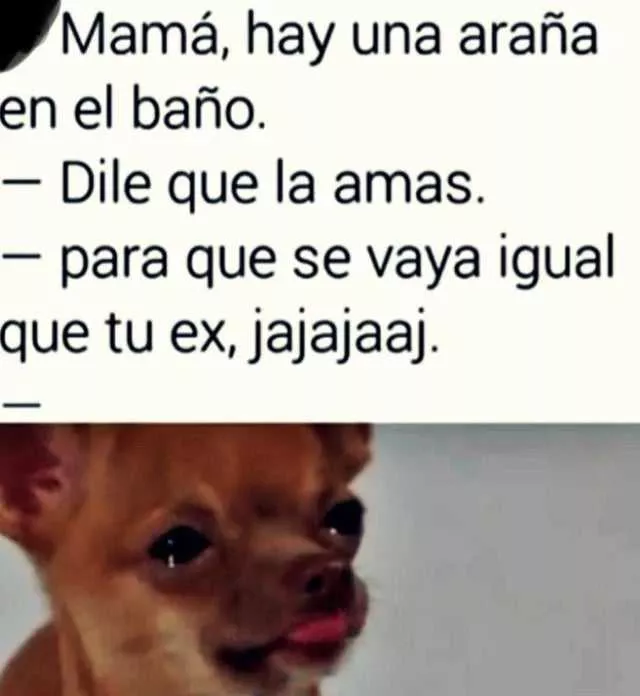 Mamá, hay una araña
en el baño.
— Dile que la amas.
— para que se vaya igual
que tu ex, jajajaaj.
—